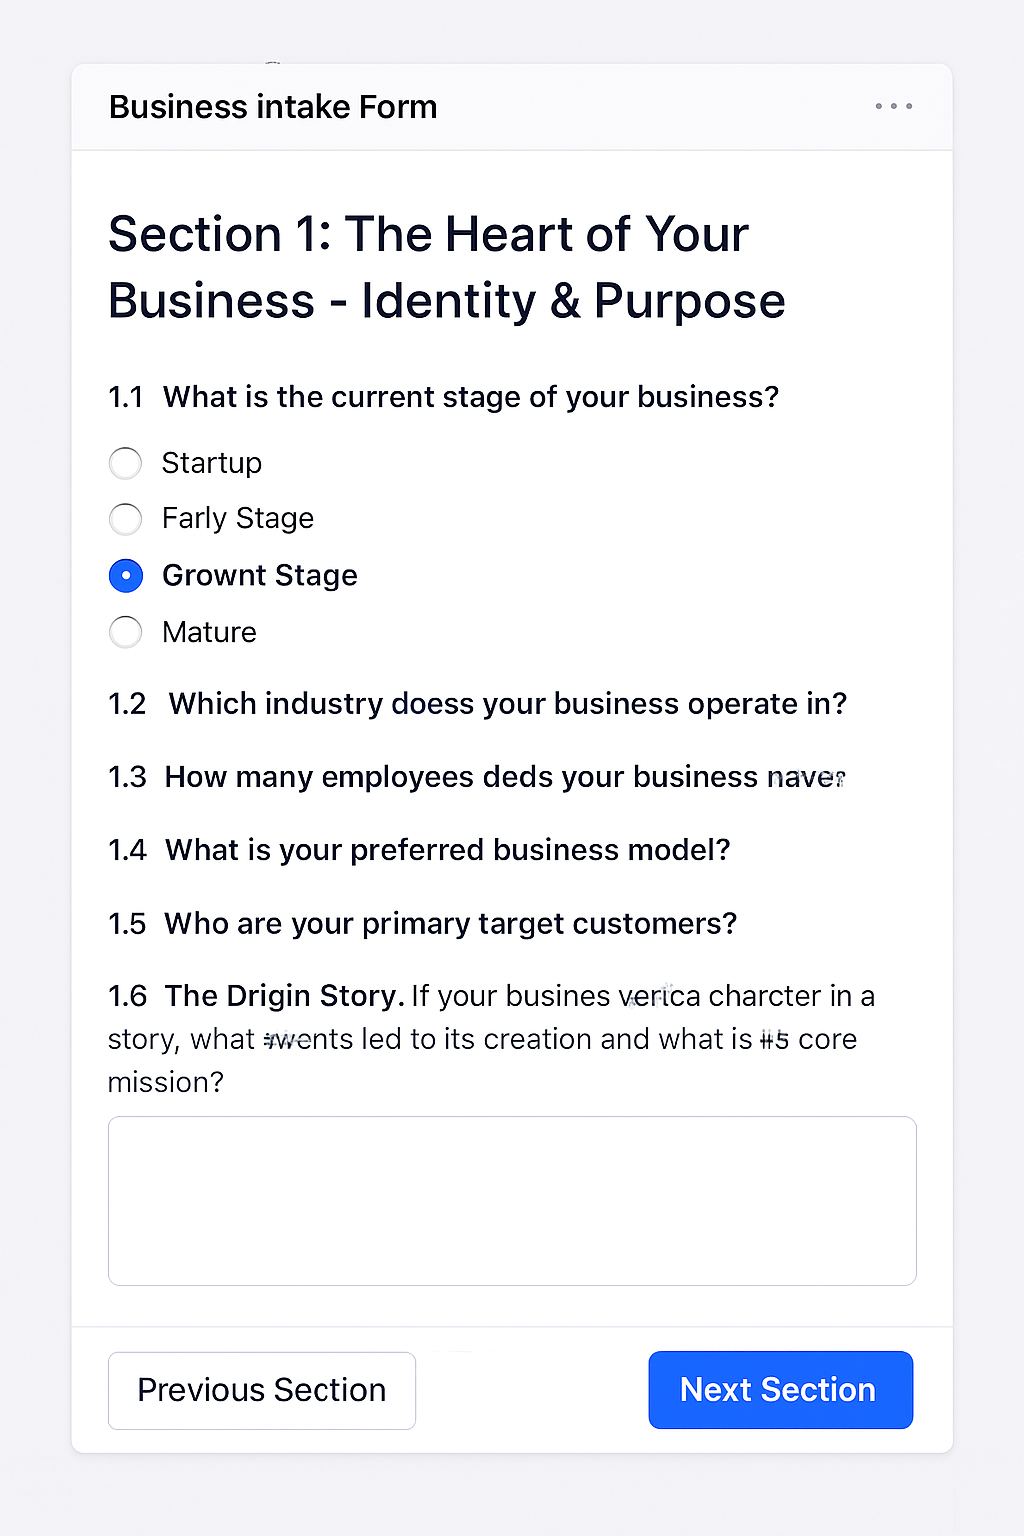 Business intake Form
Section 1: The Heart of Your
Business - Identity & Purpose
1.1 What is the current stage of your business?
Startup
Farly Stage
Grownt Stage
Mature
1.2 Which industry doess your business operate in?
1.3 How many employees deds your business nave?
1.4 What is your preferred business model?
1.5 Who are your primary target customers?
1.6 The Drigin Story. If your busines verica charcter in a
story, what led to its creation and what is core
mission?
Previous Section
Next Section